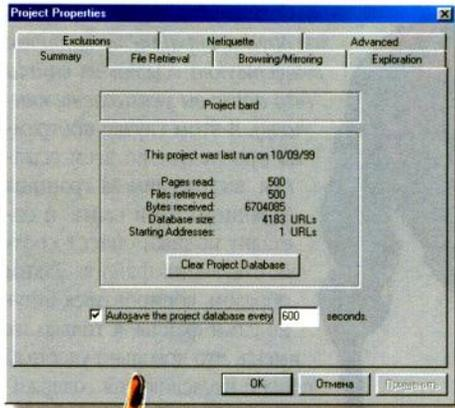 Project Properties
Exclusions Netiquette Advanced
Summary File Retrieval Browsing/Mirroring Exploration
Project bard
This project was last run on 10/09/99
Pages read: 500
Files retrieved: 500
Bytes received: 6704085
Database size: 4183 URLs
Starting Addresses: 1 URLs
Clear Project Database
Autosave the project database every 600 seconds.
OK Отмена Применить